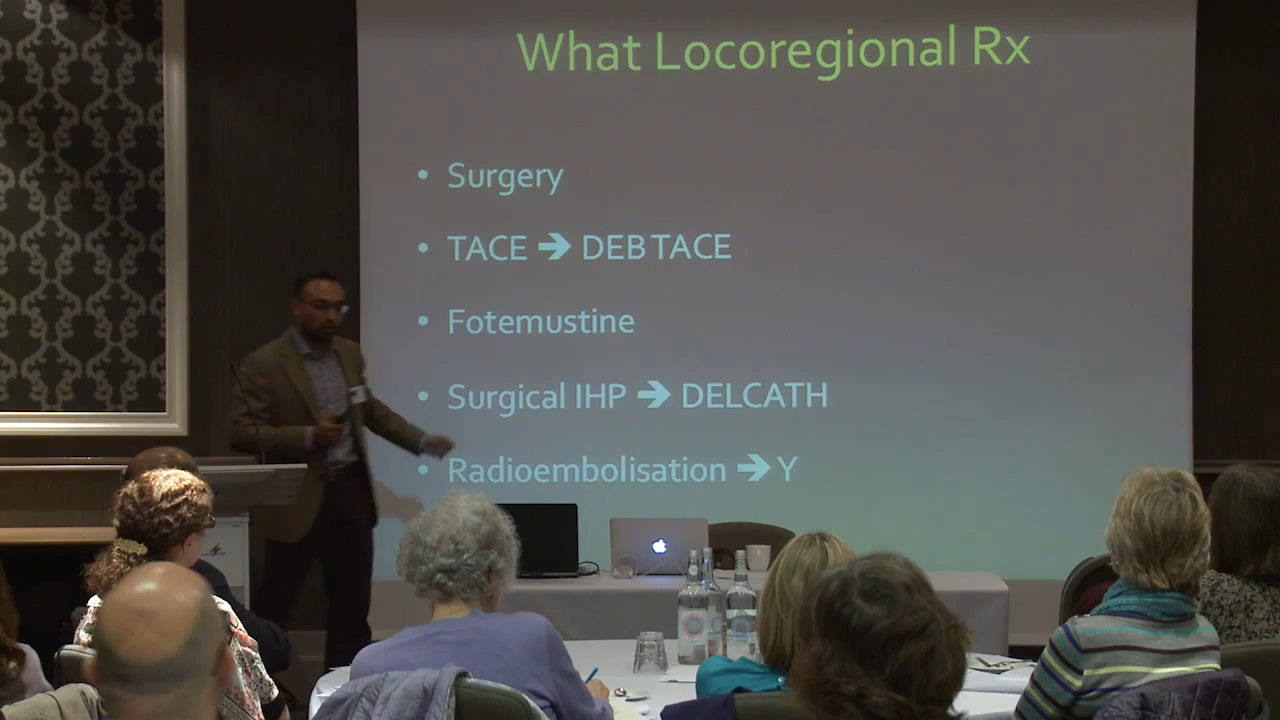 What Locoregional Rx
• Surgery
• TACE ➔ DEB TACE
• Fotemustine
• Surgical IHP ➔ DELCATH
• Radioembolisation ➔ Y